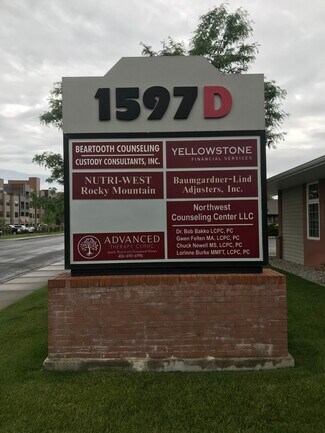 1597D
BEARTOOTH COUNSELING
CUSTODY CONSULTANTS, INC.
YELLOWSTONE
FINANCIAL SERVICES
NUTRI-WEST
Rocky Mountain
Baumgardner-Lind
Adjusters, Inc.
Northwest
Counseling Center LLC
Dr. Bob Bakko LCPC, PC
Gwen Felten MA, LCPC, PC
Chuck Newell MS, LCPC, PC
Lorinne Burke MMFT, LCPC, PC
ADVANCED
THERAPY CLINIC